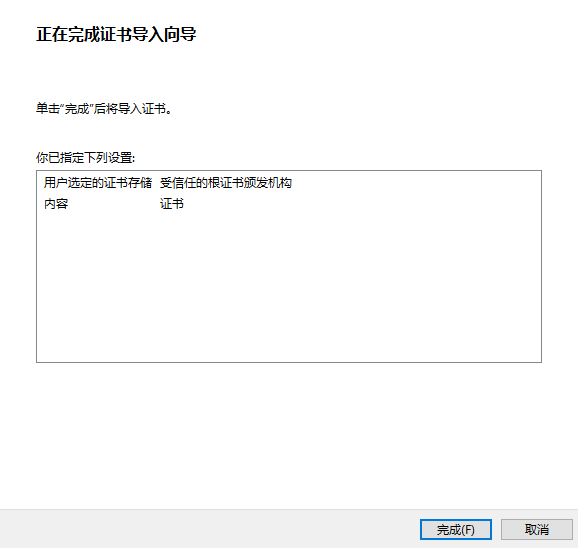 正在完成证书导入向导
单击“完成”后将导入证书。
你已指定下列设置:
用户选定的证书存储 受信任的根证书颁发机构
内容 证书
完成(F) 取消